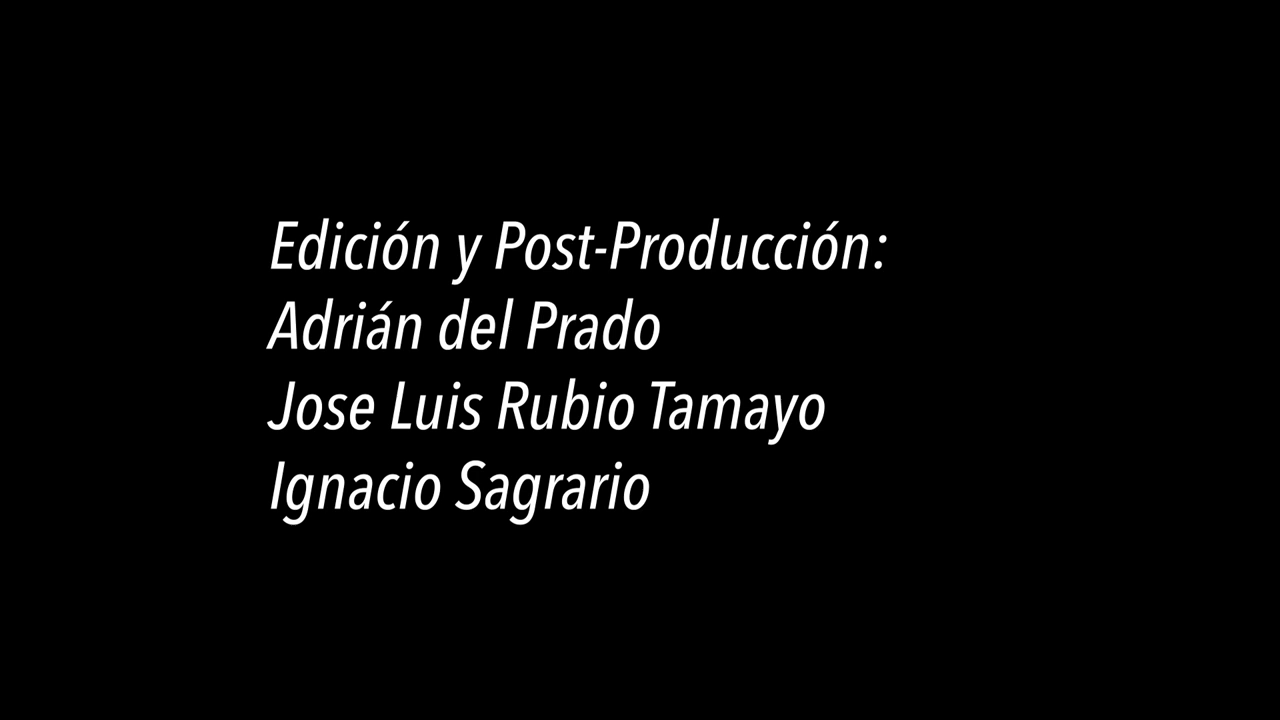 Edición y Post-Producción:
Adrián del Prado
Jose Luis Rubio Tamayo
Ignacio Sagrario